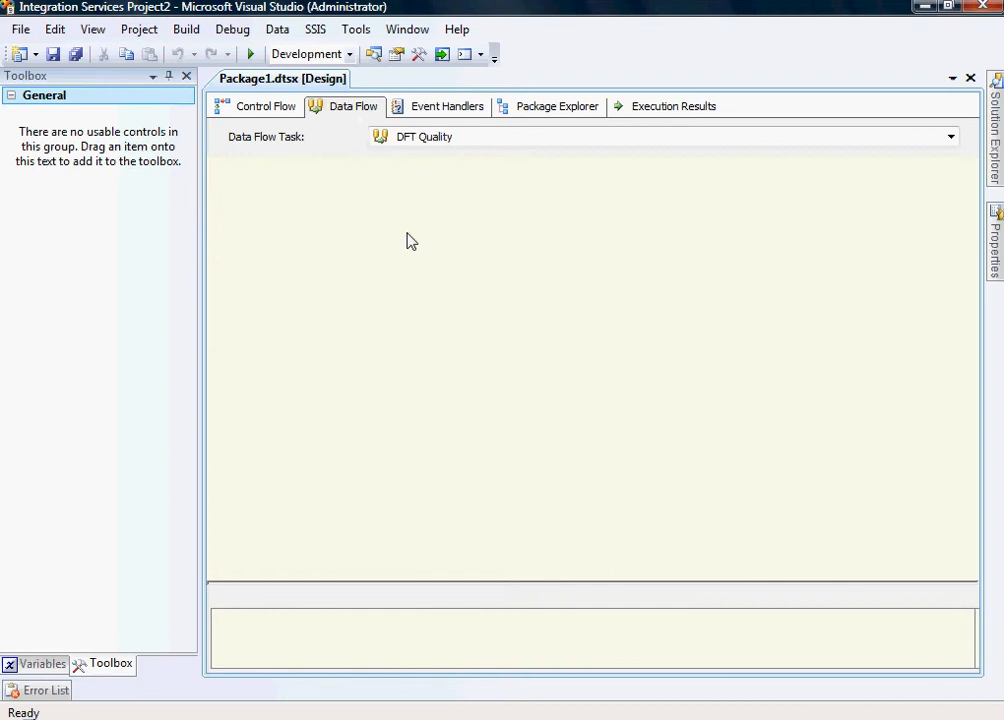 Integration Services Project2 - Microsoft Visual Studio (Administrator)
File Edit View Project Build Debug Data SSIS Tools Window Help
Development
Toolbox
General
There are no usable controls in
this group. Drag an item onto
this text to add it to the toolbox.
Package1.dtsx [Design]
Control Flow Data Flow Event Handlers Package Explorer Execution Results
Data Flow Task: DFT Quality
Solution Explorer
Properties
Variables Toolbox
Error List
Ready